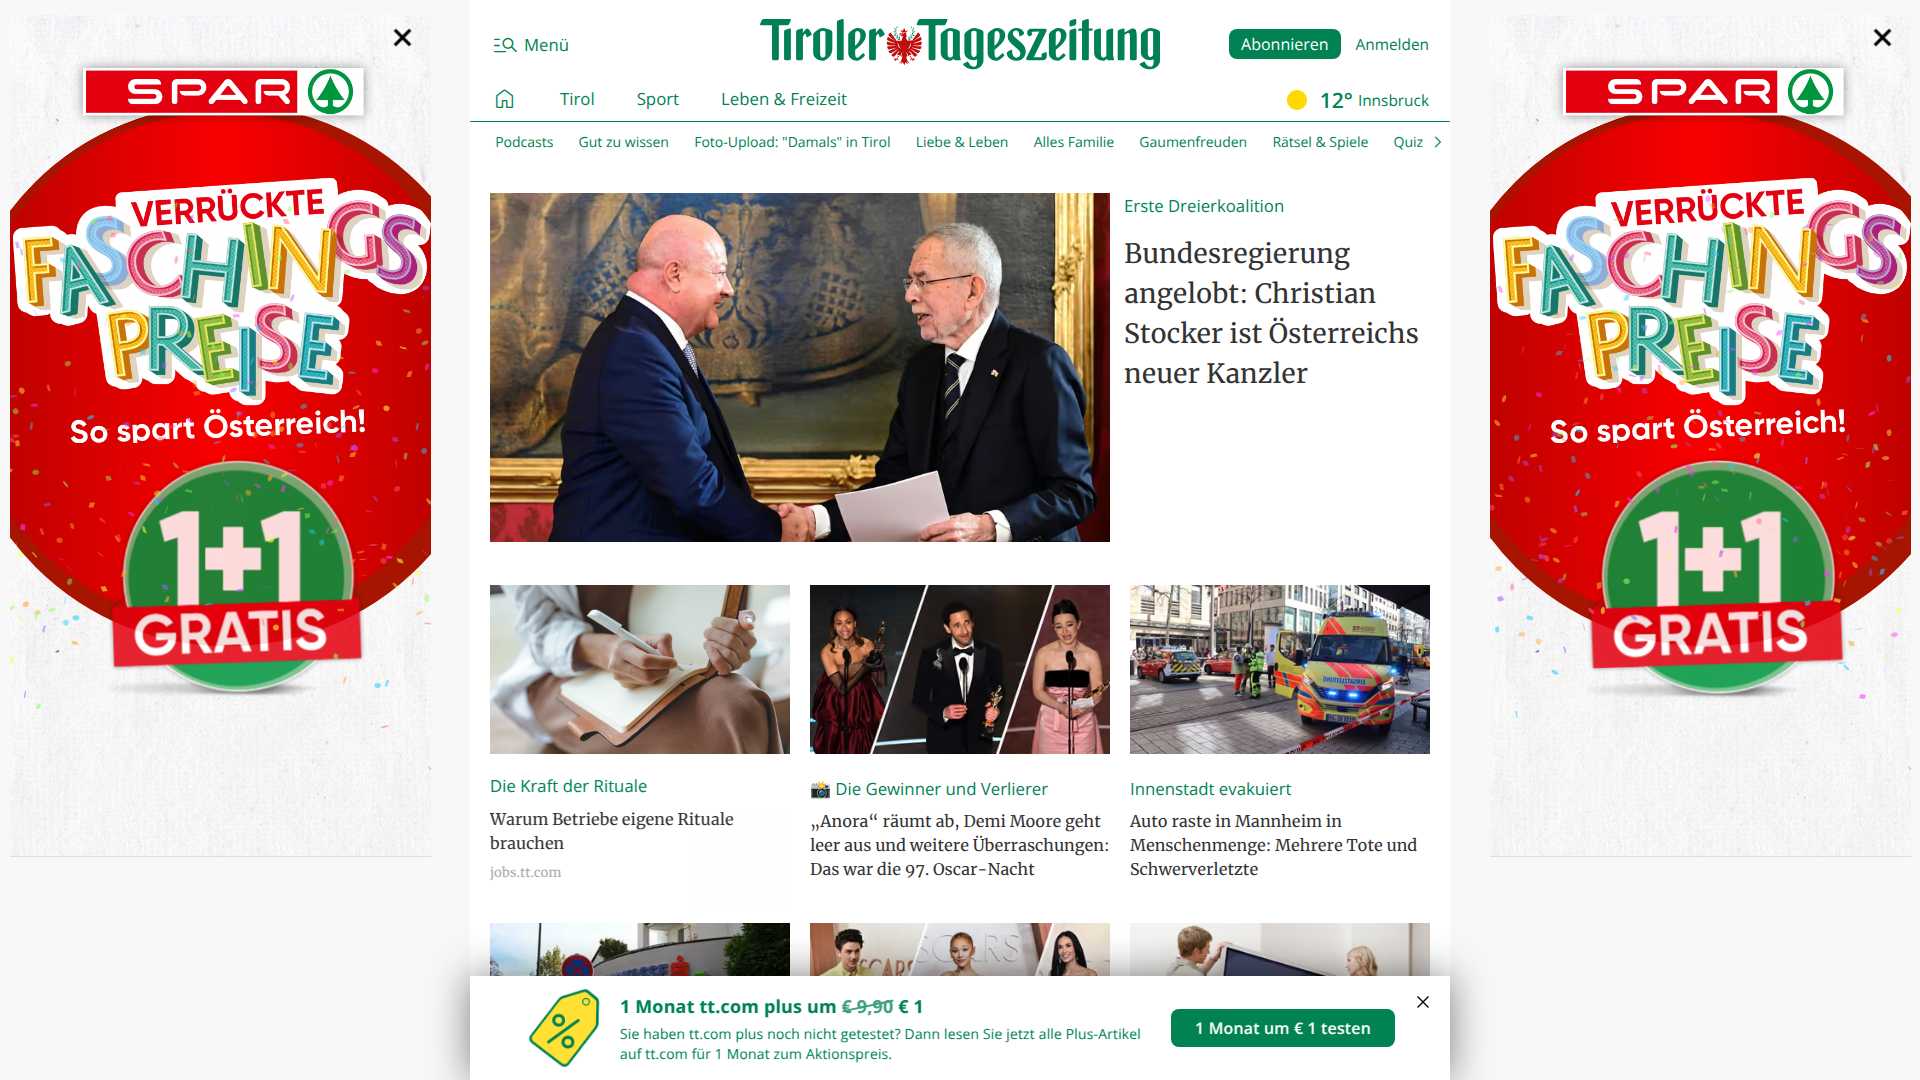 Menü
Tiroler Tageszeitung
Abonnieren
Anmelden
Tirol
Sport
Leben & Freizeit
12° Innsbruck
Podcasts
Gut zu wissen
Foto-Upload: "Damals" in Tirol
Liebe & Leben
Alles Familie
Gaumenfreuden
Rätsel & Spiele
Quiz
SPAR
VERRÜCKTE
FASCHINGS
PREISE
So spart Österreich!
1+1
GRATIS
Erste Dreierkoalition
Bundesregierung
angelobt: Christian
Stocker ist Österreichs
neuer Kanzler
Die Kraft der Rituale
Warum Betriebe eigene Rituale
brauchen
jobs.tt.com
📸 Die Gewinner und Verlierer
„Anora“ räumt ab, Demi Moore geht
leer aus und weitere Überraschungen:
Das war die 97. Oscar-Nacht
Innenstadt evakuiert
Auto raste in Mannheim in
Menschenmenge: Mehrere Tote und
Schwerverletzte
1 Monat tt.com plus um € 9,90 € 1
Sie haben tt.com plus noch nicht getestet? Dann lesen Sie jetzt alle Plus-Artikel
auf tt.com für 1 Monat zum Aktionspreis.
1 Monat um € 1 testen
SPAR
VERRÜCKTE
FASCHINGS
PREISE
So spart Österreich!
1+1
GRATIS